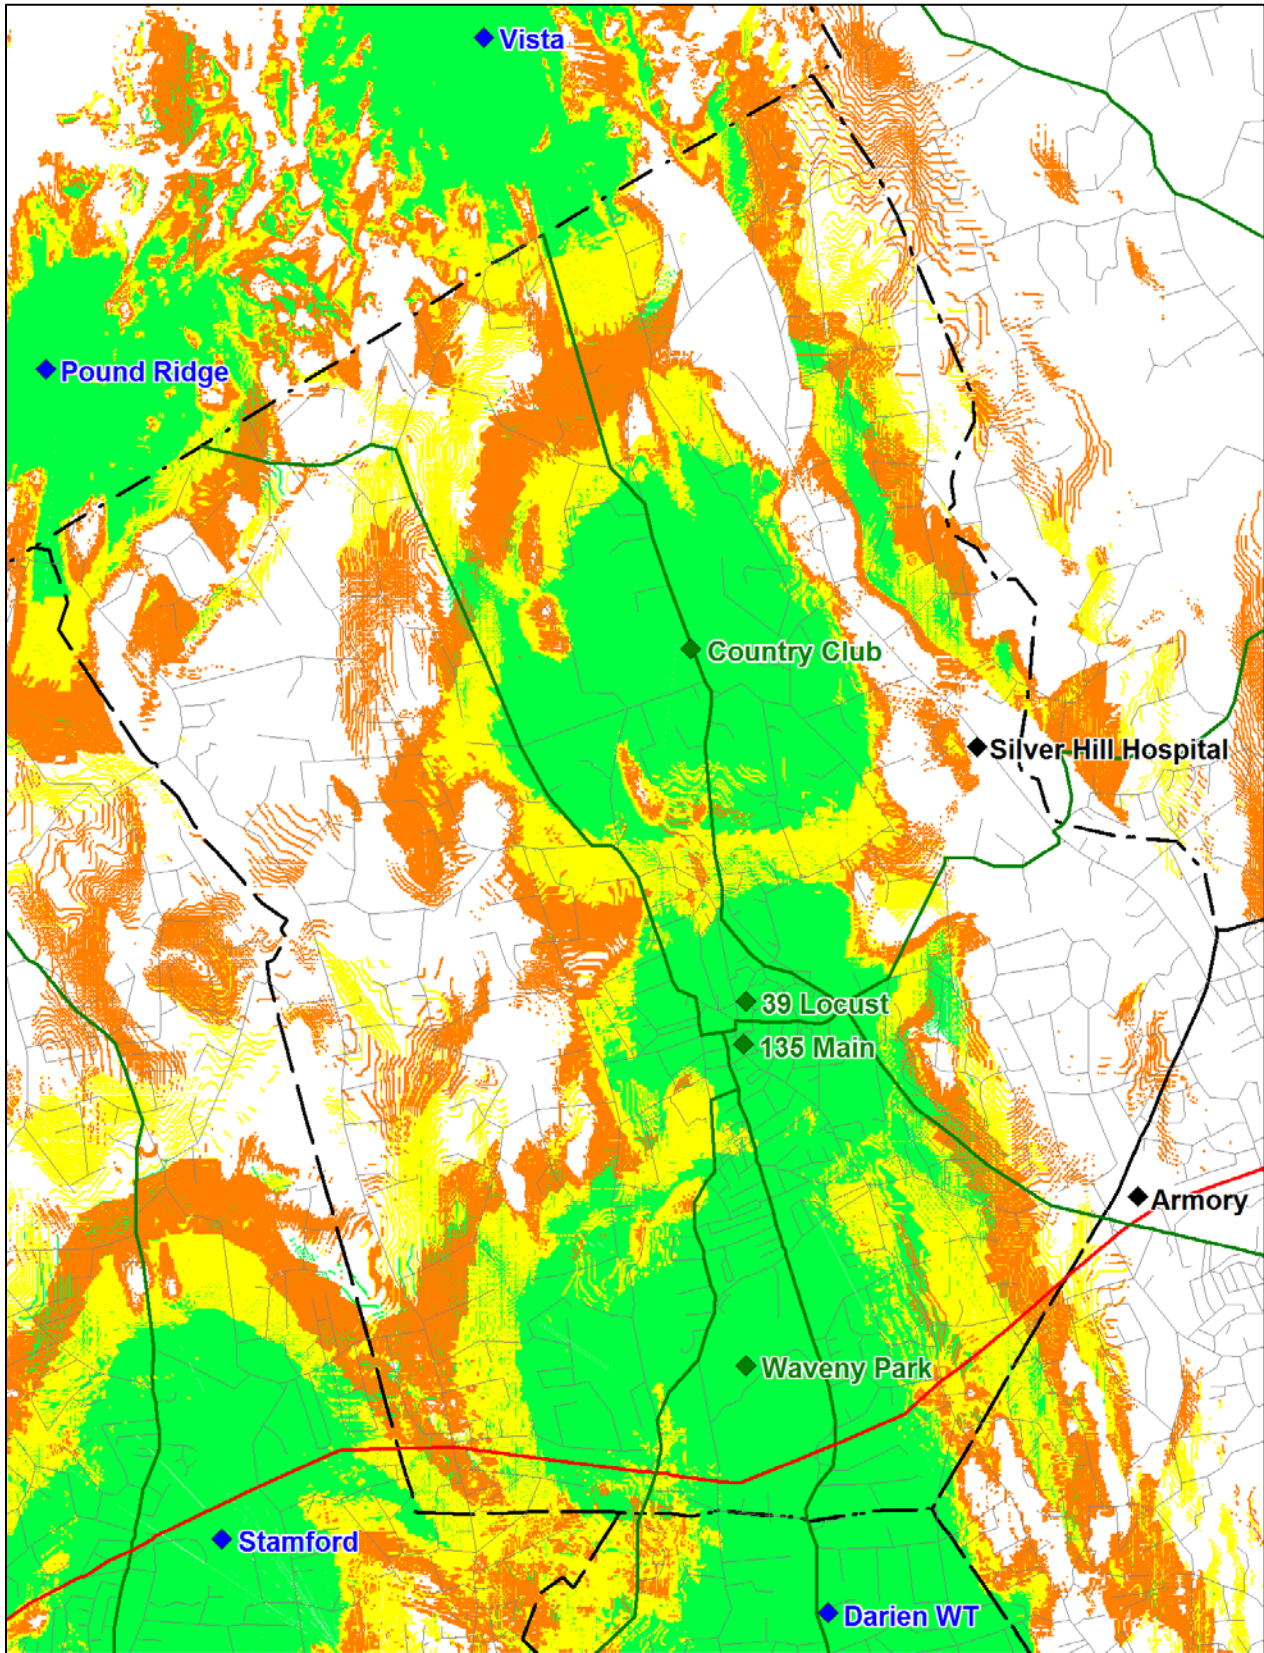 Vista
Pound Ridge
Country Club
Silver Hill Hospital
39 Locust
135 Main
Armory
Waveny Park
Stamford
Darien WT